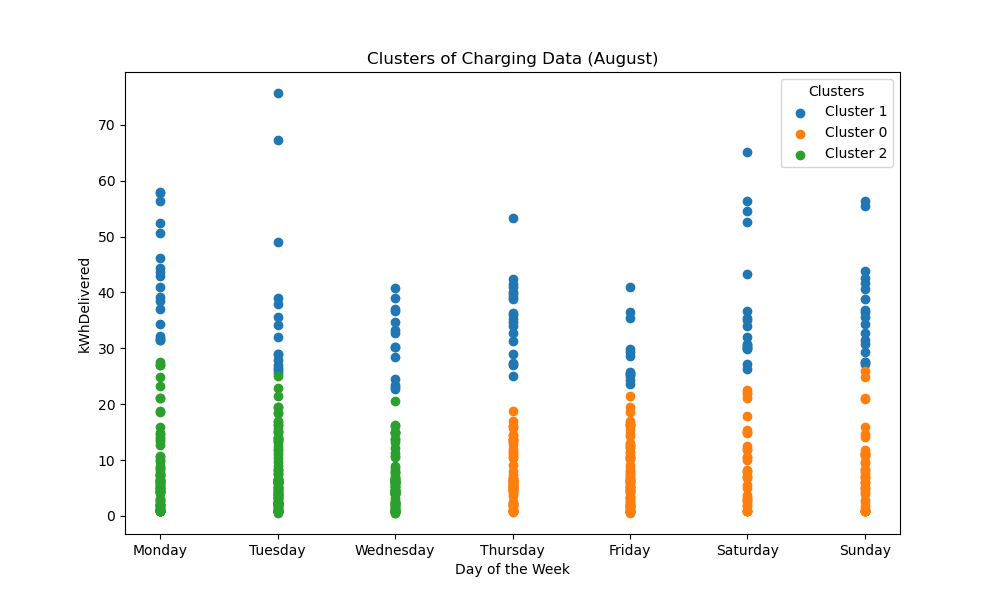 Clusters of Charging Data (August)
Clusters
Cluster 1
Cluster 0
Cluster 2
kWhDelivered
70
60
50
40
30
20
10
0
Monday Tuesday Wednesday Thursday Friday Saturday Sunday
Day of the Week